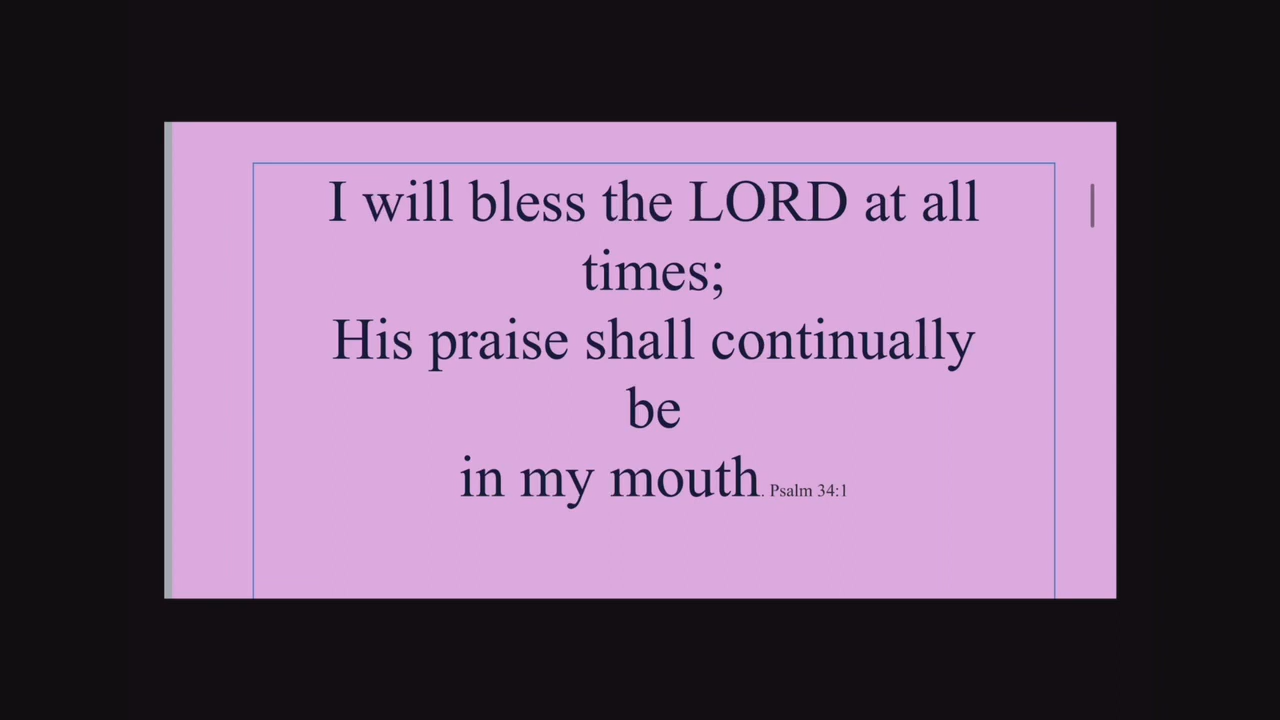 I will bless the LORD at all
times;
His praise shall continually
be
in my mouth. Psalm 34:1